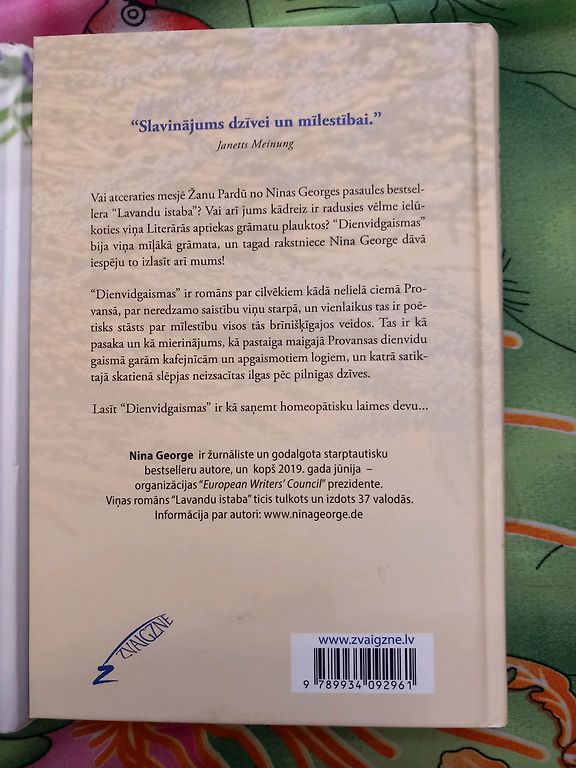 “Slavinājums dzīvei un mīlestībai.”
Janetts Meinung
Vai atceraties mesjē Žanu Pardū no Ninas Georges pasaules bestsel-
lera “Lavandu istaba”? Vai arī jums kādreiz ir radusies vēlme ielū-
koties viņa Literārās aptiekas grāmatu plauktos? “Dienvidgaismas”
bija viņa mīļākā grāmata, un tagad rakstniece Nina George dāvā
iespēju to izlasīt arī mums!
“Dienvidgaismas” ir romāns par cilvēkiem kādā nelielā ciemā Pro-
vansā, par neredzamo saistību viņu starpā, un vienlaikus tas ir poē-
tisks stāsts par mīlestību visos tās brīnišķīgajos veidos. Tas ir kā
pasaka un kā mierinājums, kā pastaiga maigajā Provansas dienvidu
gaismā garām kafejnīcām un apgaismotiem logiem, un katrā satik-
tajā skatienā slēpjas neizsacītas ilgas pēc pilnīgas dzīves.
Lasīt “Dienvidgaismas” ir kā saņemt homeopātisku laimes devu...
Nina George ir žurnāliste un godalgota starptautisku
bestselleru autore, un kopš 2019. gada jūnija –
organizācijas “European Writers’ Council” prezidente.
Viņas romāns “Lavandu istaba” ticis tulkots un izdots 37 valodās.
Informācija par autori: www.ninageorge.de
ZVAIGZNE
www.zvaigzne.lv
9 789934 092961